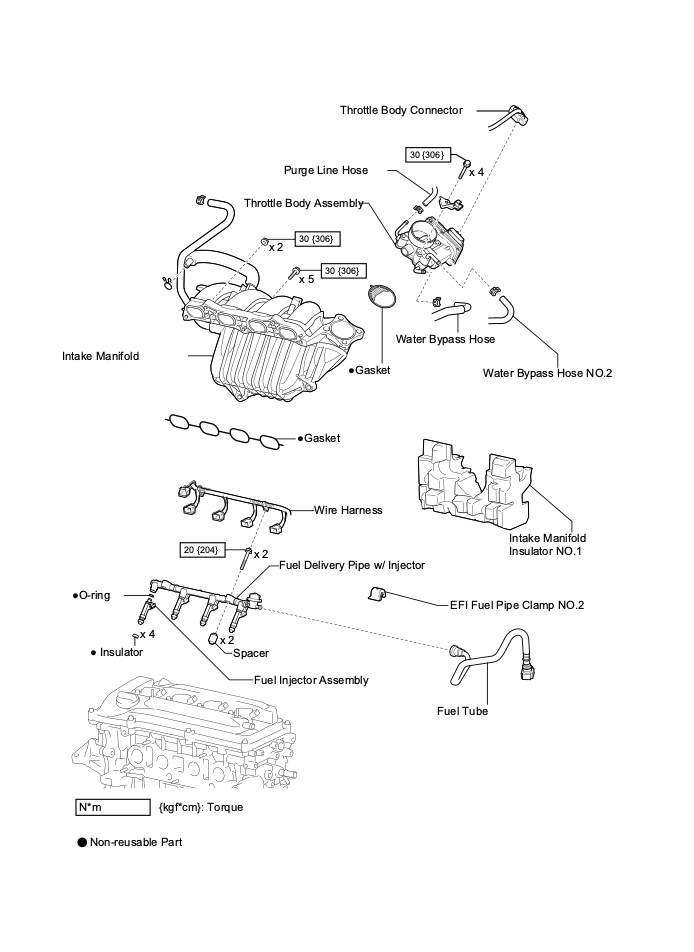 Throttle Body Connector
30 {306}
x 4
Purge Line Hose
Throttle Body Assembly
30 {306}
x 2
30 {306}
x 5
Water Bypass Hose
Intake Manifold
●Gasket
Water Bypass Hose NO.2
●Gasket
Wire Harness
Intake Manifold
Insulator NO.1
20 {204}
x 2
Fuel Delivery Pipe w/ Injector
●O-ring
EFI Fuel Pipe Clamp NO.2
x 4
x 2
● Insulator
Spacer
Fuel Injector Assembly
Fuel Tube
N*m {kgf*cm}: Torque
● Non-reusable Part